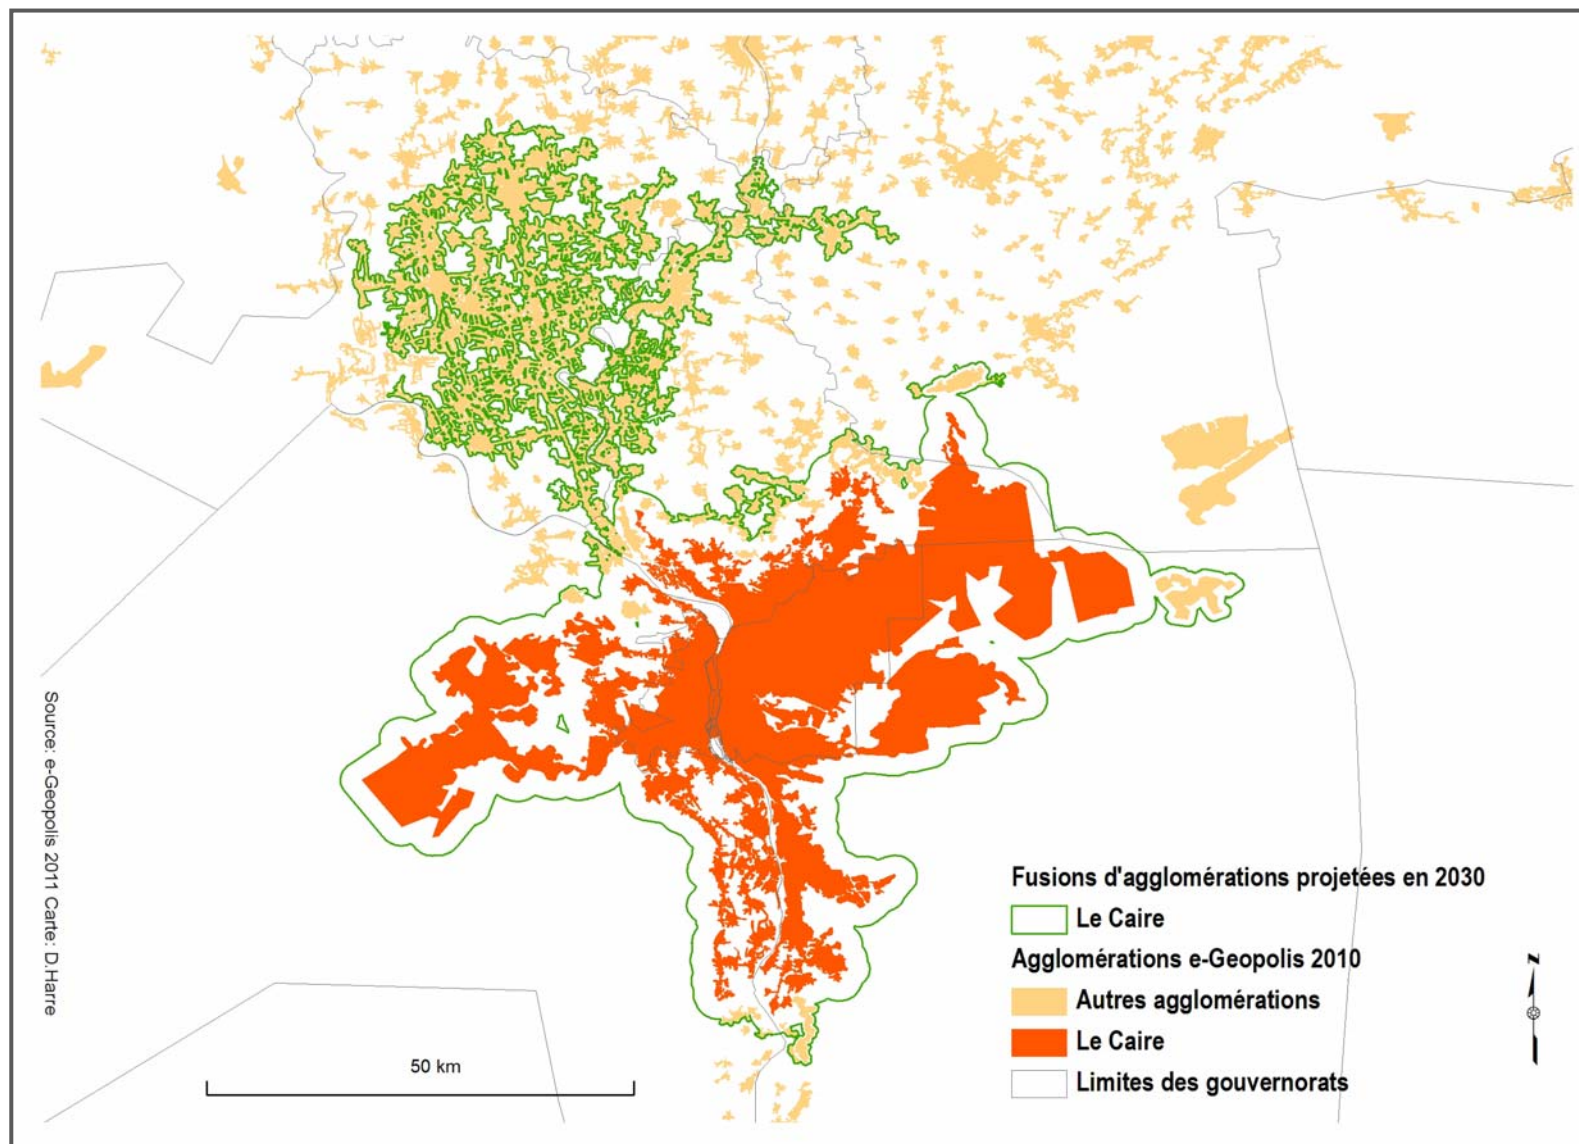 Fusions d'agglomérations projetées en 2030
Le Caire
Agglomérations e-Geopolis 2010
Autres agglomérations
Le Caire
Limites des gouvernorats
50 km
Source: e-Geopolis 2011 Carte: D.Harre
N